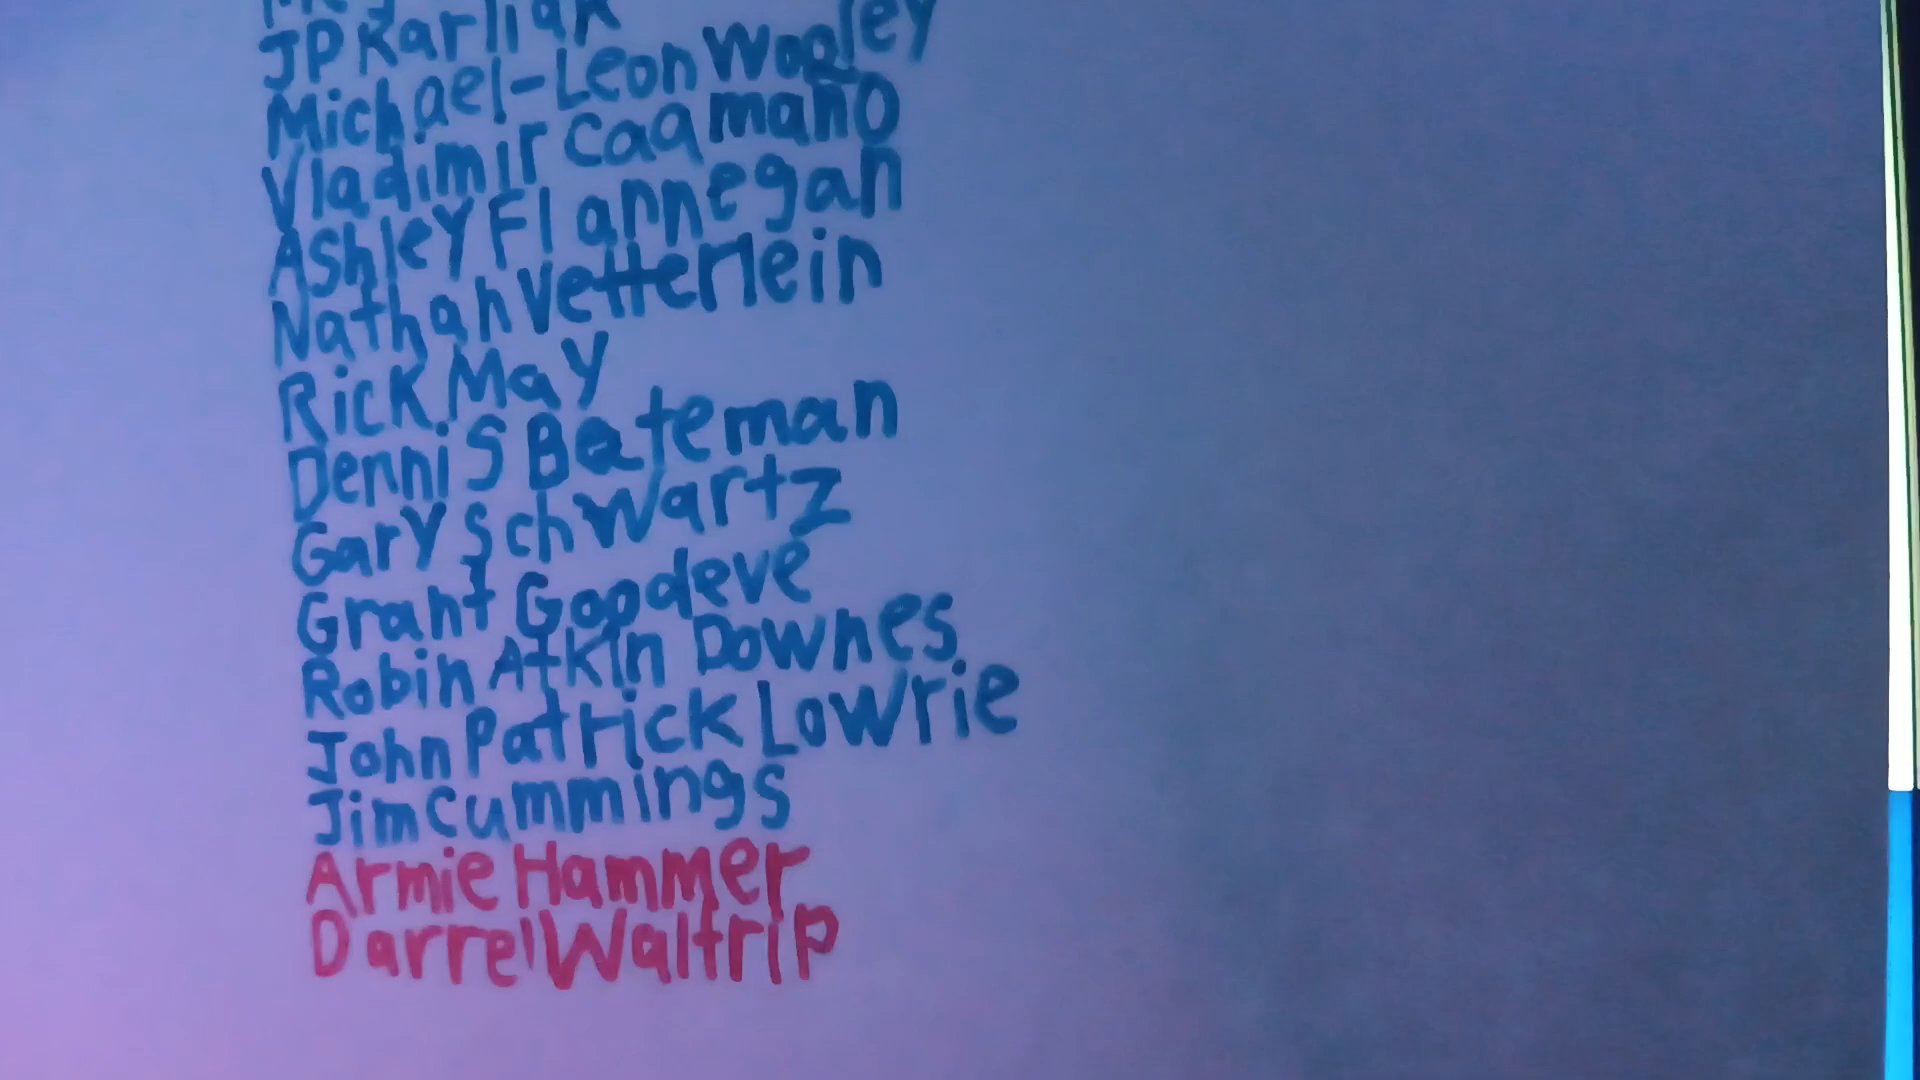 JP Karliak
Michael-Leon Wooley
Vladimir Caamano
Ashley Flannegan
Nathan Vetterlein
Rick May
Dennis Bateman
Gary Schwartz
Grant Goodeve
Robin Atkin Downes
John Patrick Lowrie
Jim Cummings
Armie Hammer
Darrel Waltrip